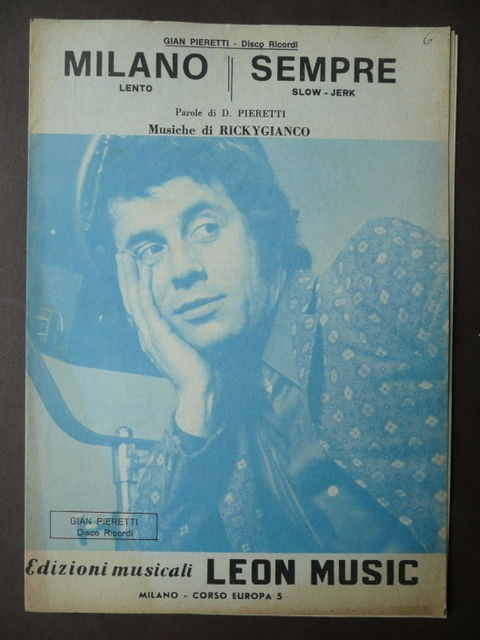 GIAN PIERETTI - Disco Ricordi
6
MILANO SEMPRE
LENTO SLOW - JERK
Parole di D. PIERETTI
Musiche di RICKYGIANCO
GIAN PIERETTI
Disco Ricordi
Edizioni musicali LEON MUSIC
MILANO - CORSO EUROPA 5